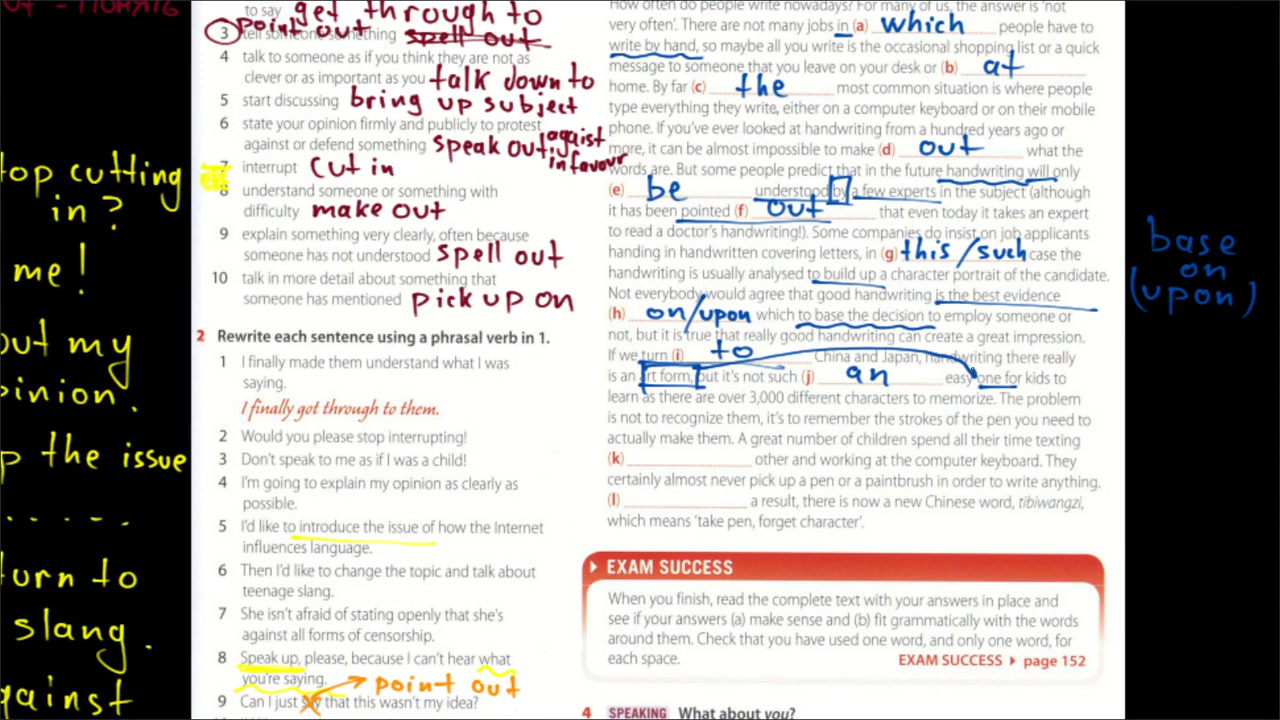 to say get through to
point out
3 tell someone something spell out
4 talk to someone as if you think they are not as
clever or as important as you talk down to
5 start discussing bring up subject
6 state your opinion firmly and publicly to protest
against or defend something speak out agaist
in favour
7 interrupt cut in
8 understand someone or something with
difficulty make out
9 explain something very clearly, often because
someone has not understood spell out
10 talk in more detail about something that
someone has mentioned pick up on
2 Rewrite each sentence using a phrasal verb in 1.
1 I finally made them understand what I was
saying.
I finally got through to them.
2 Would you please stop interrupting!
3 Don't speak to me as if I was a child!
4 I'm going to explain my opinion as clearly as
possible.
5 I'd like to introduce the issue of how the Internet
influences language.
6 Then I'd like to change the topic and talk about
teenage slang.
7 She isn't afraid of stating openly that she's
against all forms of censorship.
8 Speak up, please, because I can't hear what
you're saying.
point out
9 Can I just say that this wasn't my idea?
top cutting
in?
me!
out my
pinion.
p the issue
.....
turn to
slang.
against
How often do people write nowadays? For many of us, the answer is 'not
very often'. There are not many jobs in (a) which people have to
write by hand, so maybe all you write is the occasional shopping list or a quick
message to someone that you leave on your desk or (b) at
home. By far (c) the most common situation is where people
type everything they write, either on a computer keyboard or on their mobile
phone. If you've ever looked at handwriting from a hundred years ago or
more, it can be almost impossible to make (d) out what the
words are. But some people predict that in the future handwriting will only
(e) be understood by a few experts in the subject (although
it has been pointed (f) out that even today it takes an expert
to read a doctor's handwriting!). Some companies do insist on job applicants
handing in handwritten covering letters, in (g) this / such case the
handwriting is usually analysed to build up a character portrait of the candidate.
Not everybody would agree that good handwriting is the best evidence
(h) on/upon which to base the decision to employ someone or
not, but it is true that really good handwriting can create a great impression.
If we turn (i) to China and Japan, handwriting there really
is an art form, but it's not such (j) an easy one for kids to
learn as there are over 3,000 different characters to memorize. The problem
is not to recognize them, it's to remember the strokes of the pen you need to
actually make them. A great number of children spend all their time texting
(k) other and working at the computer keyboard. They
certainly almost never pick up a pen or a paintbrush in order to write anything.
(l) a result, there is now a new Chinese word, tibiwangzi,
which means 'take pen, forget character'.
EXAM SUCCESS
When you finish, read the complete text with your answers in place and
see if your answers (a) make sense and (b) fit grammatically with the words
around them. Check that you have used one word, and only one word, for
each space. EXAM SUCCESS page 152
4 SPEAKING What about you?
base
on
(upon)